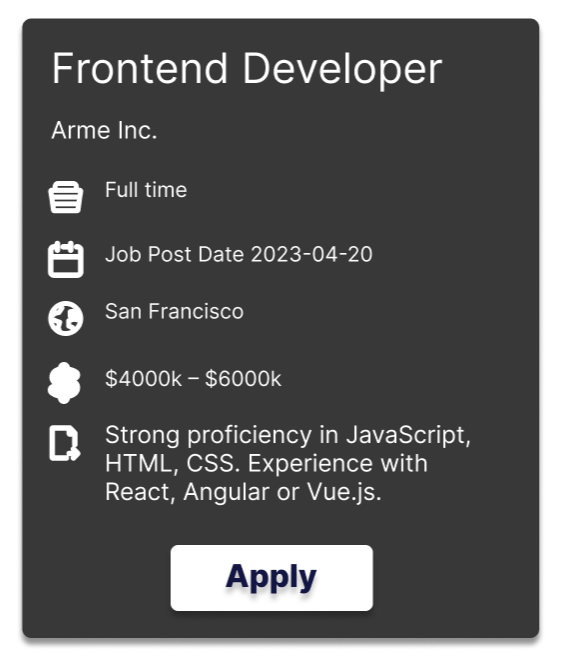 Frontend Developer
Arme Inc.
Full time
Job Post Date 2023-04-20
San Francisco
$4000k – $6000k
Strong proficiency in JavaScript,
HTML, CSS. Experience with
React, Angular or Vue.js.
Apply